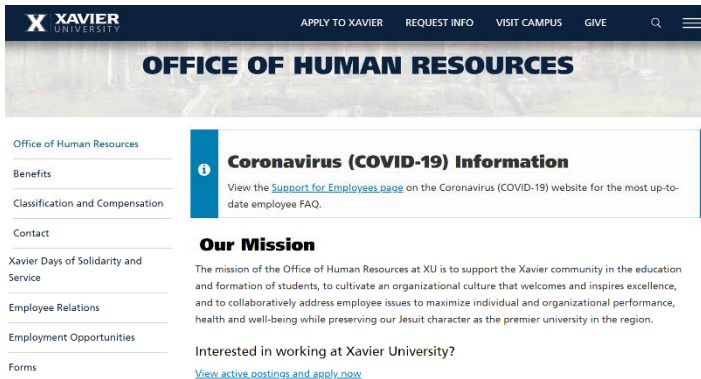 XAVIER
UNIVERSITY
APPLY TO XAVIER REQUEST INFO VISIT CAMPUS GIVE
OFFICE OF HUMAN RESOURCES
Office of Human Resources
Benefits
Classification and Compensation
Contact
Xavier Days of Solidarity and
Service
Employee Relations
Employment Opportunities
Forms
Coronavirus (COVID-19) Information
View the Support for Employees page on the Coronavirus (COVID-19) website for the most up-to-
date employee FAQ.
Our Mission
The mission of the Office of Human Resources at XU is to support the Xavier community in the education
and formation of students, to cultivate an organizational culture that welcomes and inspires excellence,
and to collaboratively address employee issues to maximize individual and organizational performance,
health and well-being while preserving our Jesuit character as the premier university in the region.
Interested in working at Xavier University?
View active postings and apply now